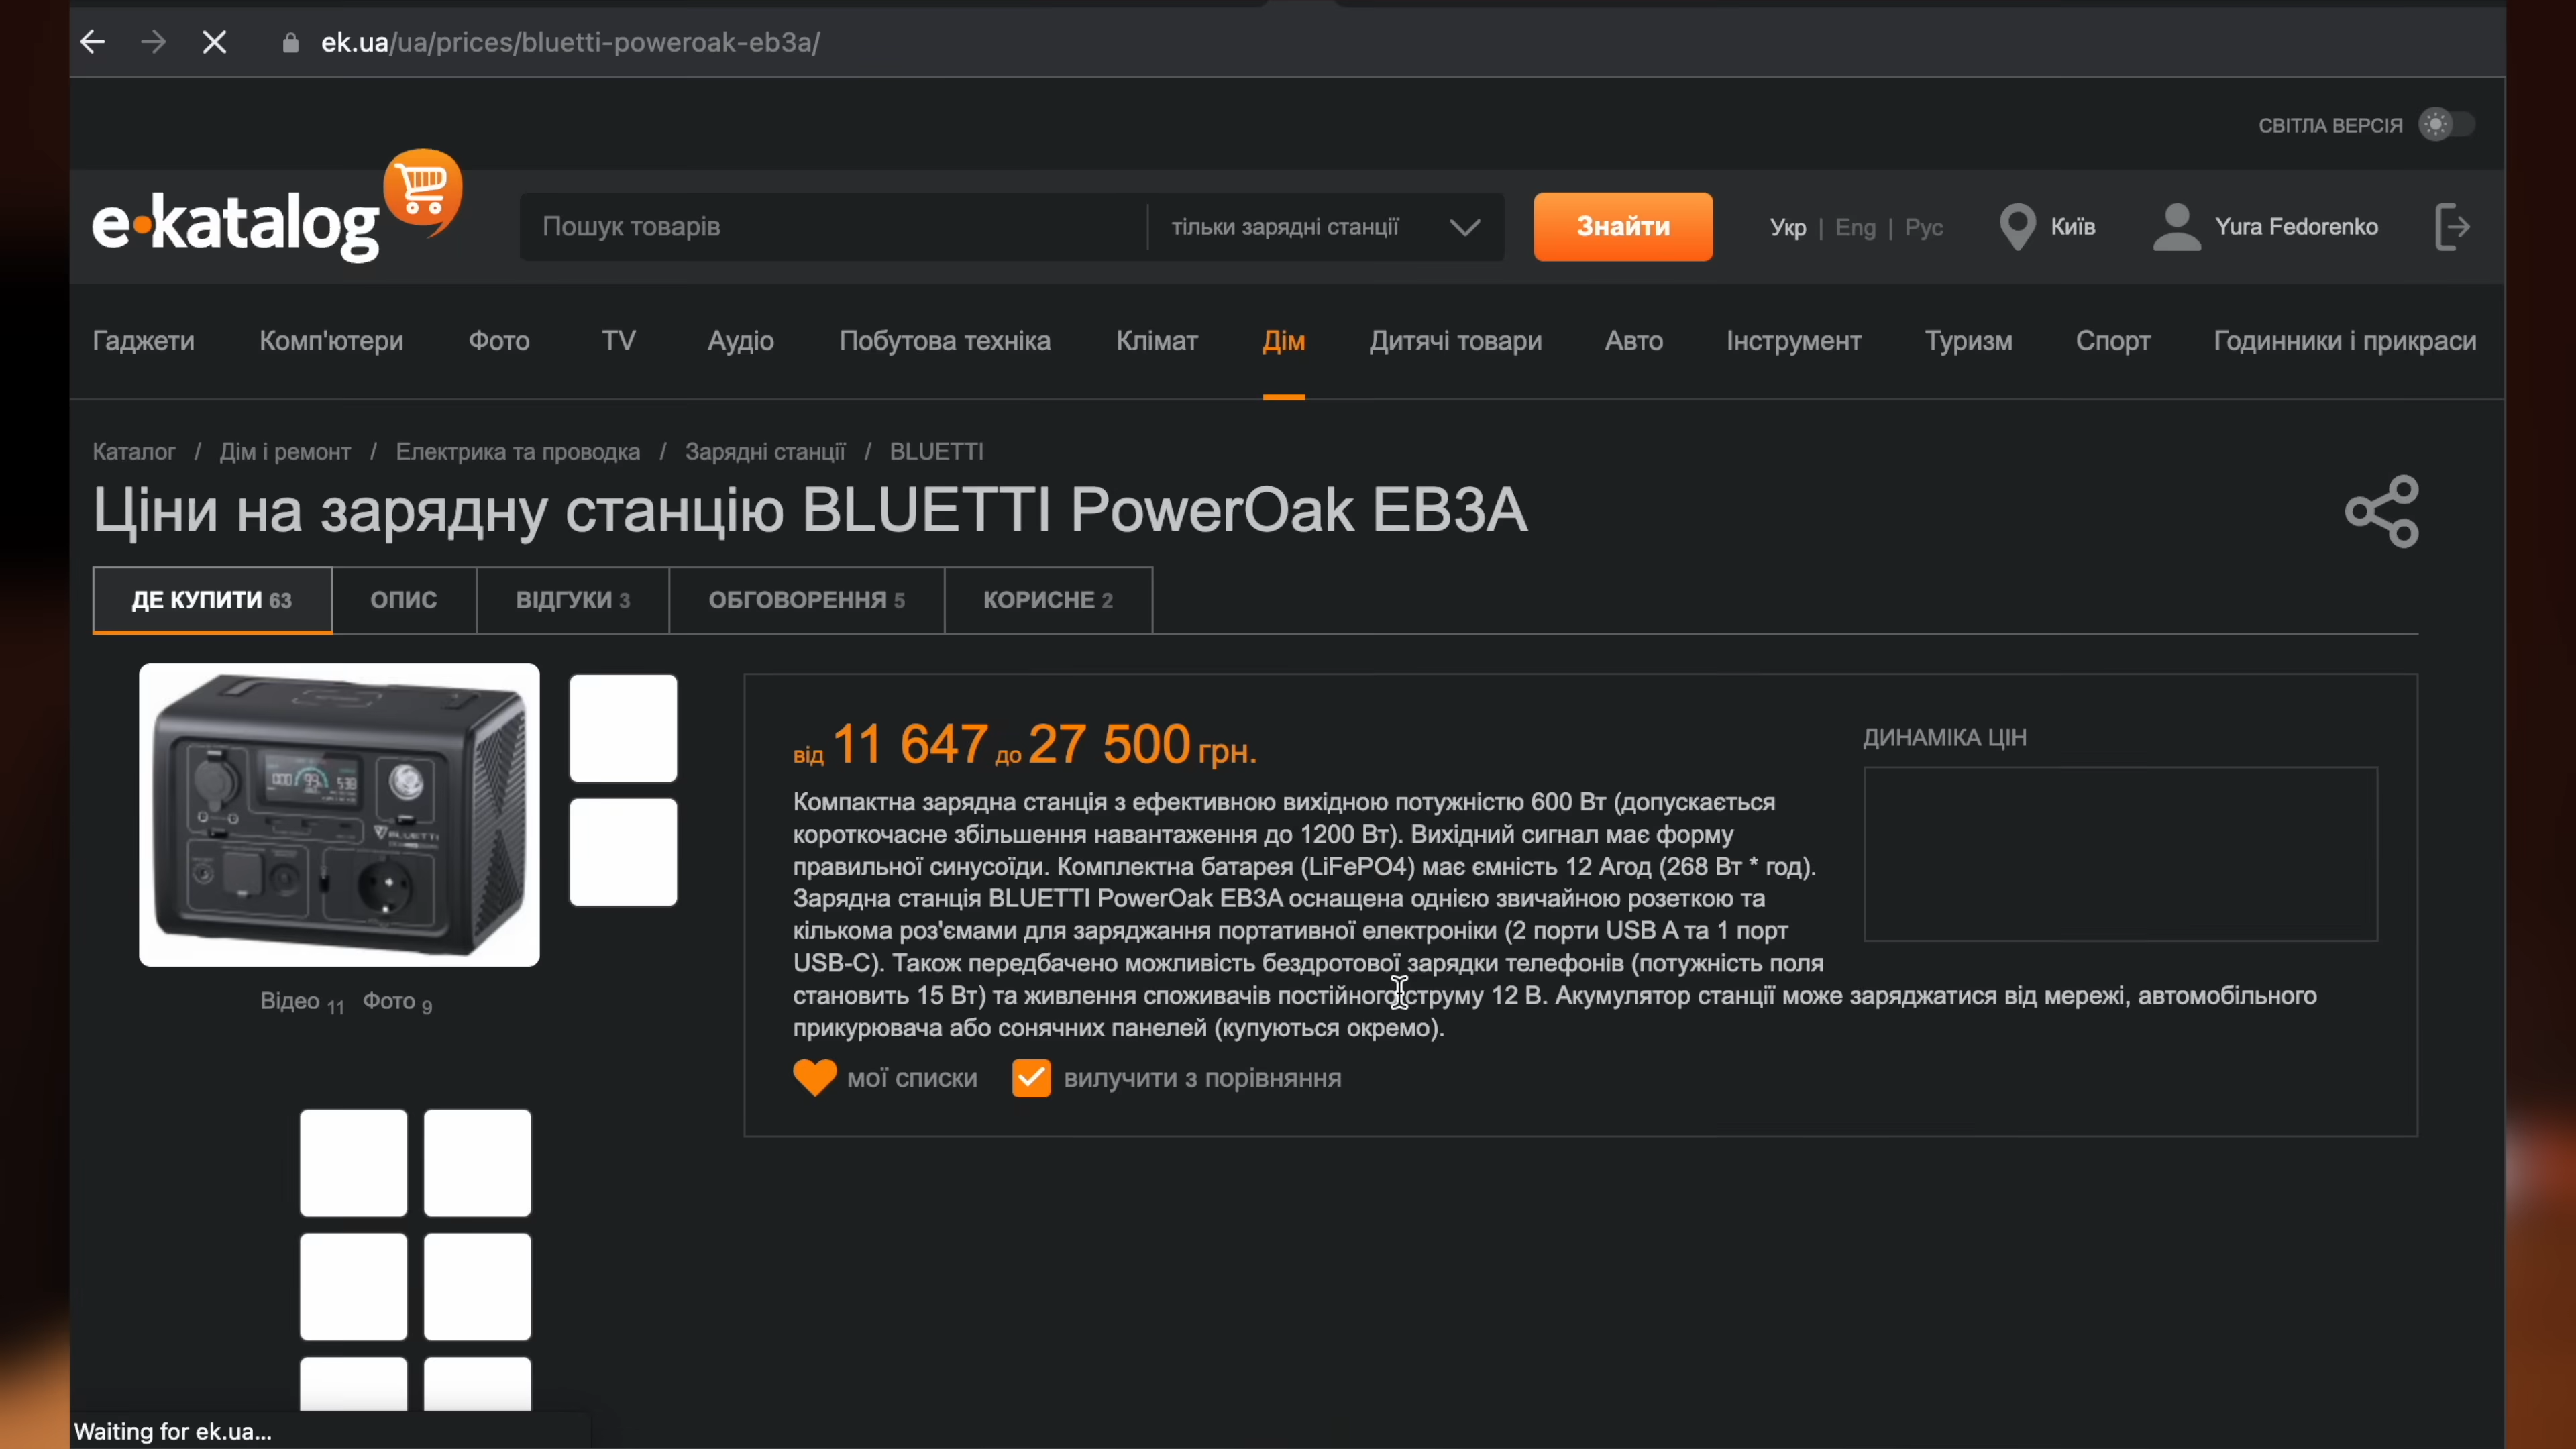 ek.ua/ua/prices/bluetti-poweroak-eb3a/
СВІТЛА ВЕРСІЯ
e·katalog
Пошук товарів
тільки зарядні станції
Знайти
Укр | Eng | Рус
Київ
Yura Fedorenko
Гаджети Комп'ютери Фото TV Аудіо Побутова техніка Клімат Дім Дитячі товари Авто Інструмент Туризм Спорт Годинники і прикраси
Каталог / Дім і ремонт / Електрика та проводка / Зарядні станції / BLUETTI
Ціни на зарядну станцію BLUETTI PowerOak EB3A
ДЕ КУПИТИ 63 ОПИС ВІДГУКИ 3 ОБГОВОРЕННЯ 5 КОРИСНЕ 2
BLUETTI
Відео 11 Фото 9
від 11 647 до 27 500 грн.
ДИНАМІКА ЦІН
Компактна зарядна станція з ефективною вихідною потужністю 600 Вт (допускається
короткочасне збільшення навантаження до 1200 Вт). Вихідний сигнал має форму
правильної синусоїди. Комплектна батарея (LiFePO4) має ємність 12 Агод (268 Вт * год).
Зарядна станція BLUETTI PowerOak EB3A оснащена однією звичайною розеткою та
кількома роз'ємами для заряджання портативної електроніки (2 порти USB A та 1 порт
USB-C). Також передбачено можливість бездротової зарядки телефонів (потужність поля
становить 15 Вт) та живлення споживачів постійного струму 12 В. Акумулятор станції може заряджатися від мережі, автомобільного
прикурювача або сонячних панелей (купуються окремо).
мої списки
вилучити з порівняння
Waiting for ek.ua...